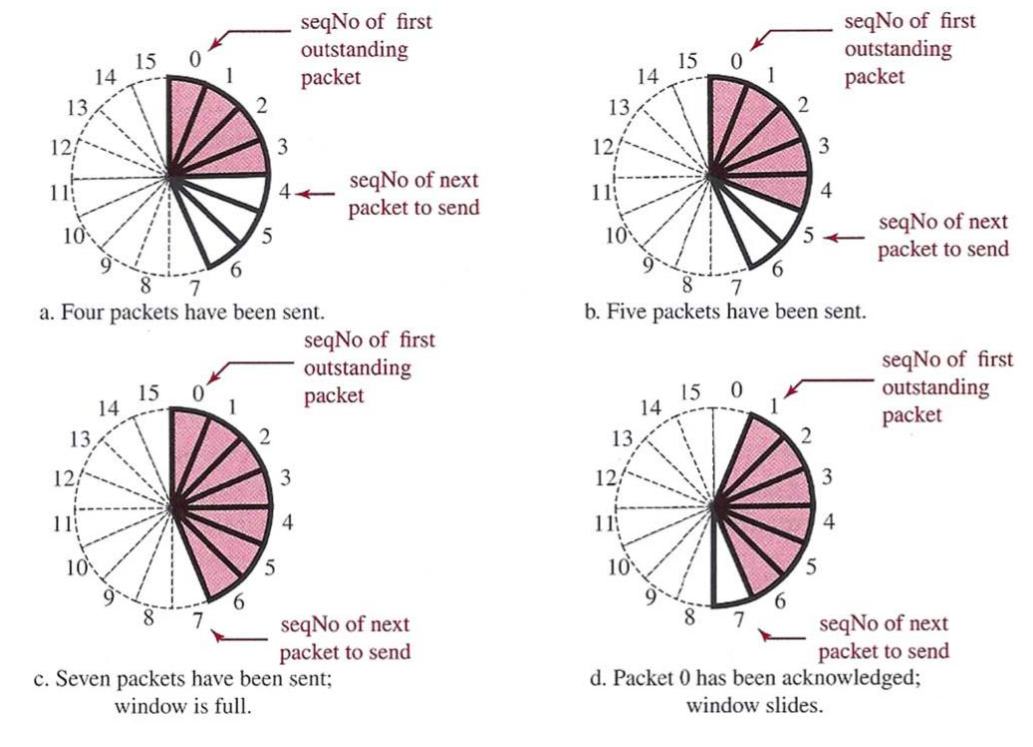 seqNo of first
outstanding
packet
0
1
2
3
4
5
6
7
8
9
10
11
12
13
14
15
seqNo of next
packet to send
a. Four packets have been sent.
seqNo of first
outstanding
packet
0
1
2
3
4
5
6
7
8
9
10
11
12
13
14
15
seqNo of next
packet to send
b. Five packets have been sent.
seqNo of first
outstanding
packet
0
1
2
3
4
5
6
7
8
9
10
11
12
13
14
15
seqNo of next
packet to send
c. Seven packets have been sent;
window is full.
seqNo of first
outstanding
packet
0
1
2
3
4
5
6
7
8
9
10
11
12
13
14
15
seqNo of next
packet to send
d. Packet 0 has been acknowledged;
window slides.